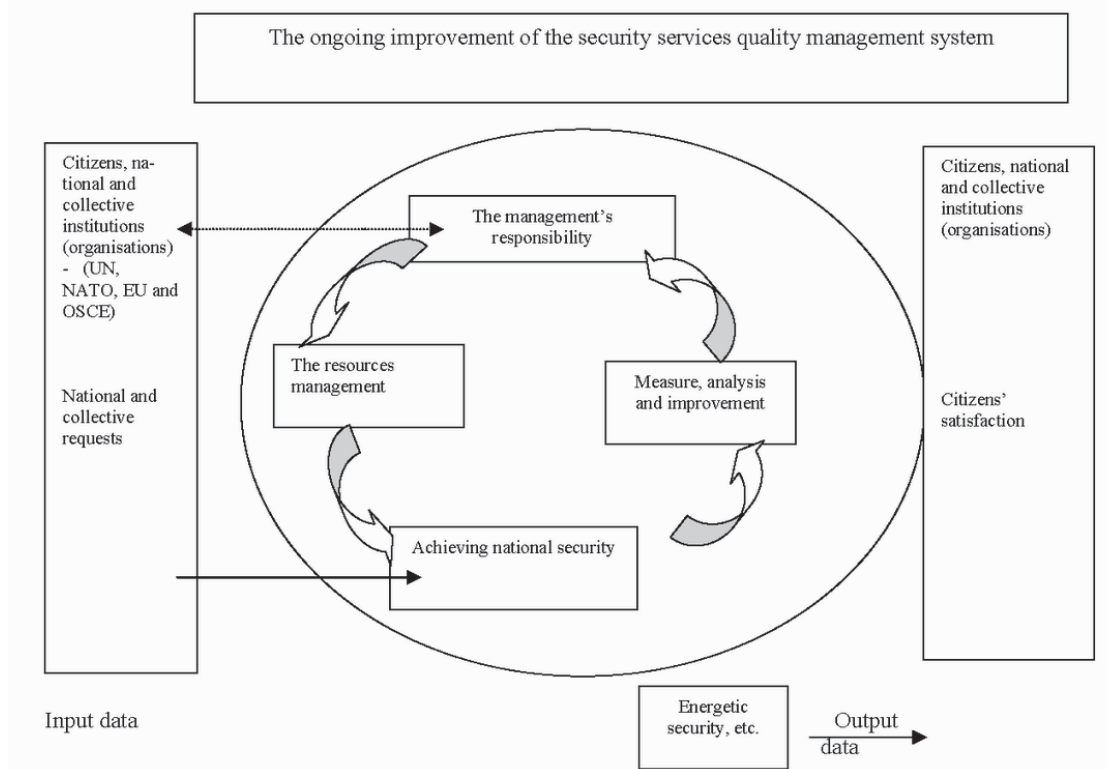 The ongoing improvement of the security services quality management system
Citizens, na-
tional and
collective
institutions
(organisations)
- (UN,
NATO, EU and
OSCE)
National and
collective
requests
The management's
responsibility
The resources
management
Measure, analysis
and improvement
Achieving national security
Citizens, national
and collective
institutions
(organisations)
Citizens'
satisfaction
Input data
Energetic
security, etc.
Output
data